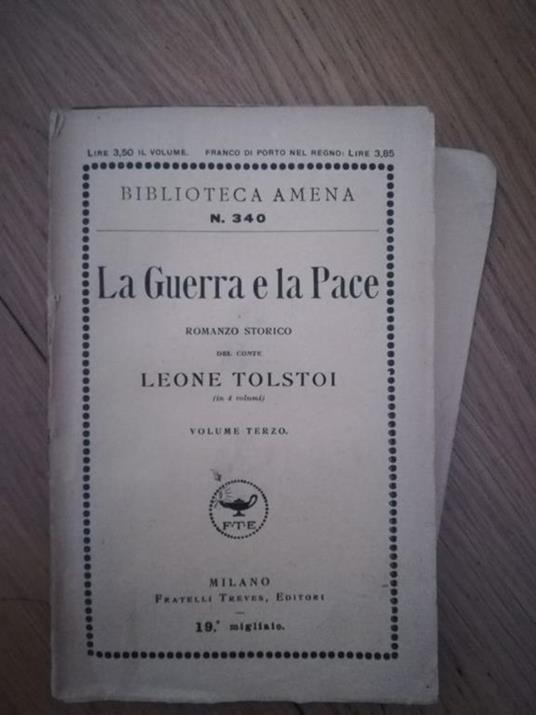 LIRE 3,50 IL VOLUME. FRANCO DI PORTO NEL REGNO: LIRE 3,85
BIBLIOTECA AMENA
N. 340
La Guerra e la Pace
ROMANZO STORICO
DEL CONTE
LEONE TOLSTOI
(in 4 volumi)
VOLUME TERZO.
F·T·E
MILANO
FRATELLI TREVES, EDITORI
19.° migliaio.